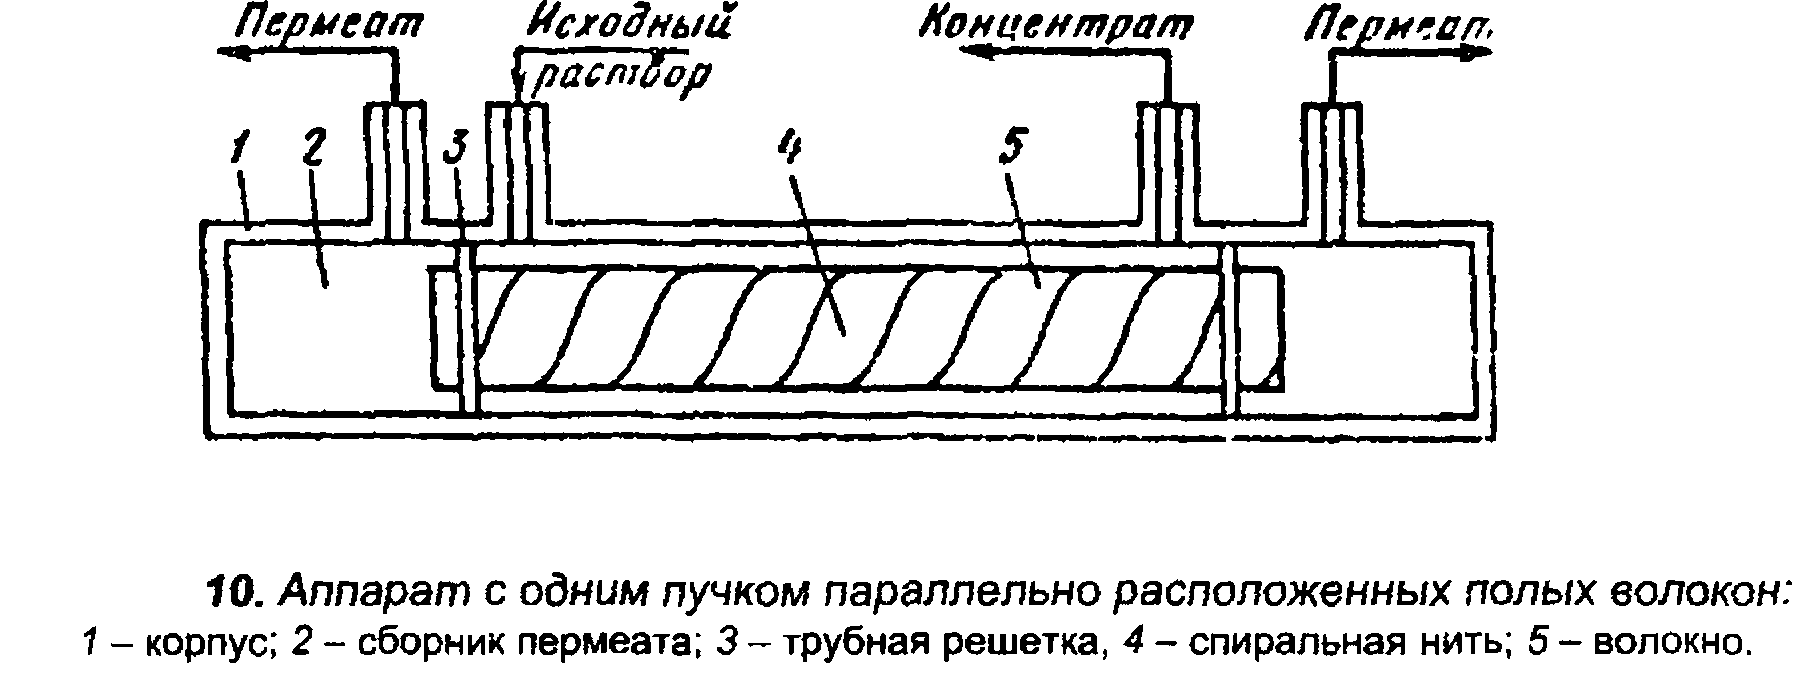 Пермеат Исходный Концентрат Пермеат
раствор
1 2 3 4 5
10. Аппарат с одним пучком параллельно расположенных полых волокон:
1 – корпус; 2 – сборник пермеата; 3 – трубная решетка, 4 – спиральная нить; 5 – волокно.